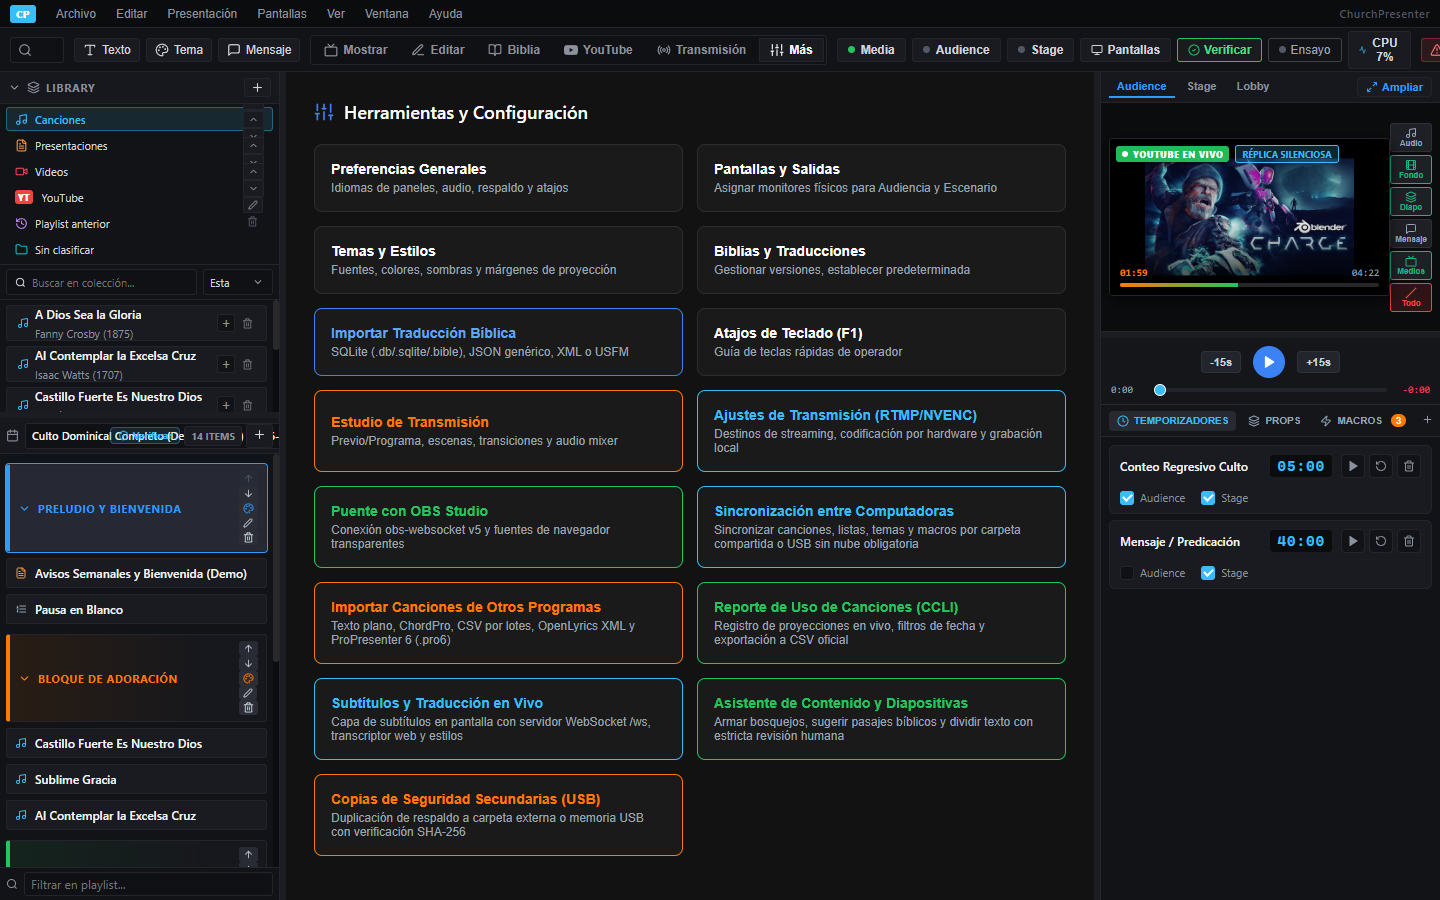 CP Archivo Editar Presentación Pantallas Ver Ventana Ayuda ChurchPresenter
Texto Tema Mensaje Mostrar Editar Biblia YouTube Transmisión Más Media Audience Stage Pantallas Verificar Ensayo CPU 7%
LIBRARY
Canciones
Presentaciones
Videos
YT YouTube
Playlist anterior
Sin clasificar
Buscar en colección... Esta
A Dios Sea la Gloria
Fanny Crosby (1875)
Al Contemplar la Excelsa Cruz
Isaac Watts (1707)
Castillo Fuerte Es Nuestro Dios
Culto Dominical Completo (De 14 ITEMS
PRELUDIO Y BIENVENIDA
Avisos Semanales y Bienvenida (Demo)
Pausa en Blanco
BLOQUE DE ADORACIÓN
Castillo Fuerte Es Nuestro Dios
Sublime Gracia
Al Contemplar la Excelsa Cruz
Filtrar en playlist...
Herramientas y Configuración
Preferencias Generales
Idiomas de paneles, audio, respaldo y atajos
Pantallas y Salidas
Asignar monitores físicos para Audiencia y Escenario
Temas y Estilos
Fuentes, colores, sombras y márgenes de proyección
Biblias y Traducciones
Gestionar versiones, establecer predeterminada
Importar Traducción Bíblica
SQLite (.db/.sqlite/.bible), JSON genérico, XML o USFM
Atajos de Teclado (F1)
Guía de teclas rápidas de operador
Estudio de Transmisión
Previo/Programa, escenas, transiciones y audio mixer
Ajustes de Transmisión (RTMP/NVENC)
Destinos de streaming, codificación por hardware y grabación
local
Puente con OBS Studio
Conexión obs-websocket v5 y fuentes de navegador
transparentes
Sincronización entre Computadoras
Sincronizar canciones, listas, temas y macros por carpeta
compartida o USB sin nube obligatoria
Importar Canciones de Otros Programas
Texto plano, ChordPro, CSV por lotes, OpenLyrics XML y
ProPresenter 6 (.pro6)
Reporte de Uso de Canciones (CCLI)
Registro de proyecciones en vivo, filtros de fecha y
exportación a CSV oficial
Subtítulos y Traducción en Vivo
Capa de subtítulos en pantalla con servidor WebSocket /ws,
transcriptor web y estilos
Asistente de Contenido y Diapositivas
Armar bosquejos, sugerir pasajes bíblicos y dividir texto con
estricta revisión humana
Copias de Seguridad Secundarias (USB)
Duplicación de respaldo a carpeta externa o memoria USB
con verificación SHA-256
Audience Stage Lobby Ampliar
YOUTUBE EN VIVO RÉPLICA SILENCIOSA
blender
CHARGE
01:59 04:22
Audio
Fondo
Diapo
Mensaje
Medios
Todo
-15s +15s
0:00 -0:00
TEMPORIZADORES PROPS MACROS 3
Conteo Regresivo Culto 05:00
Audience Stage
Mensaje / Predicación 40:00
Audience Stage